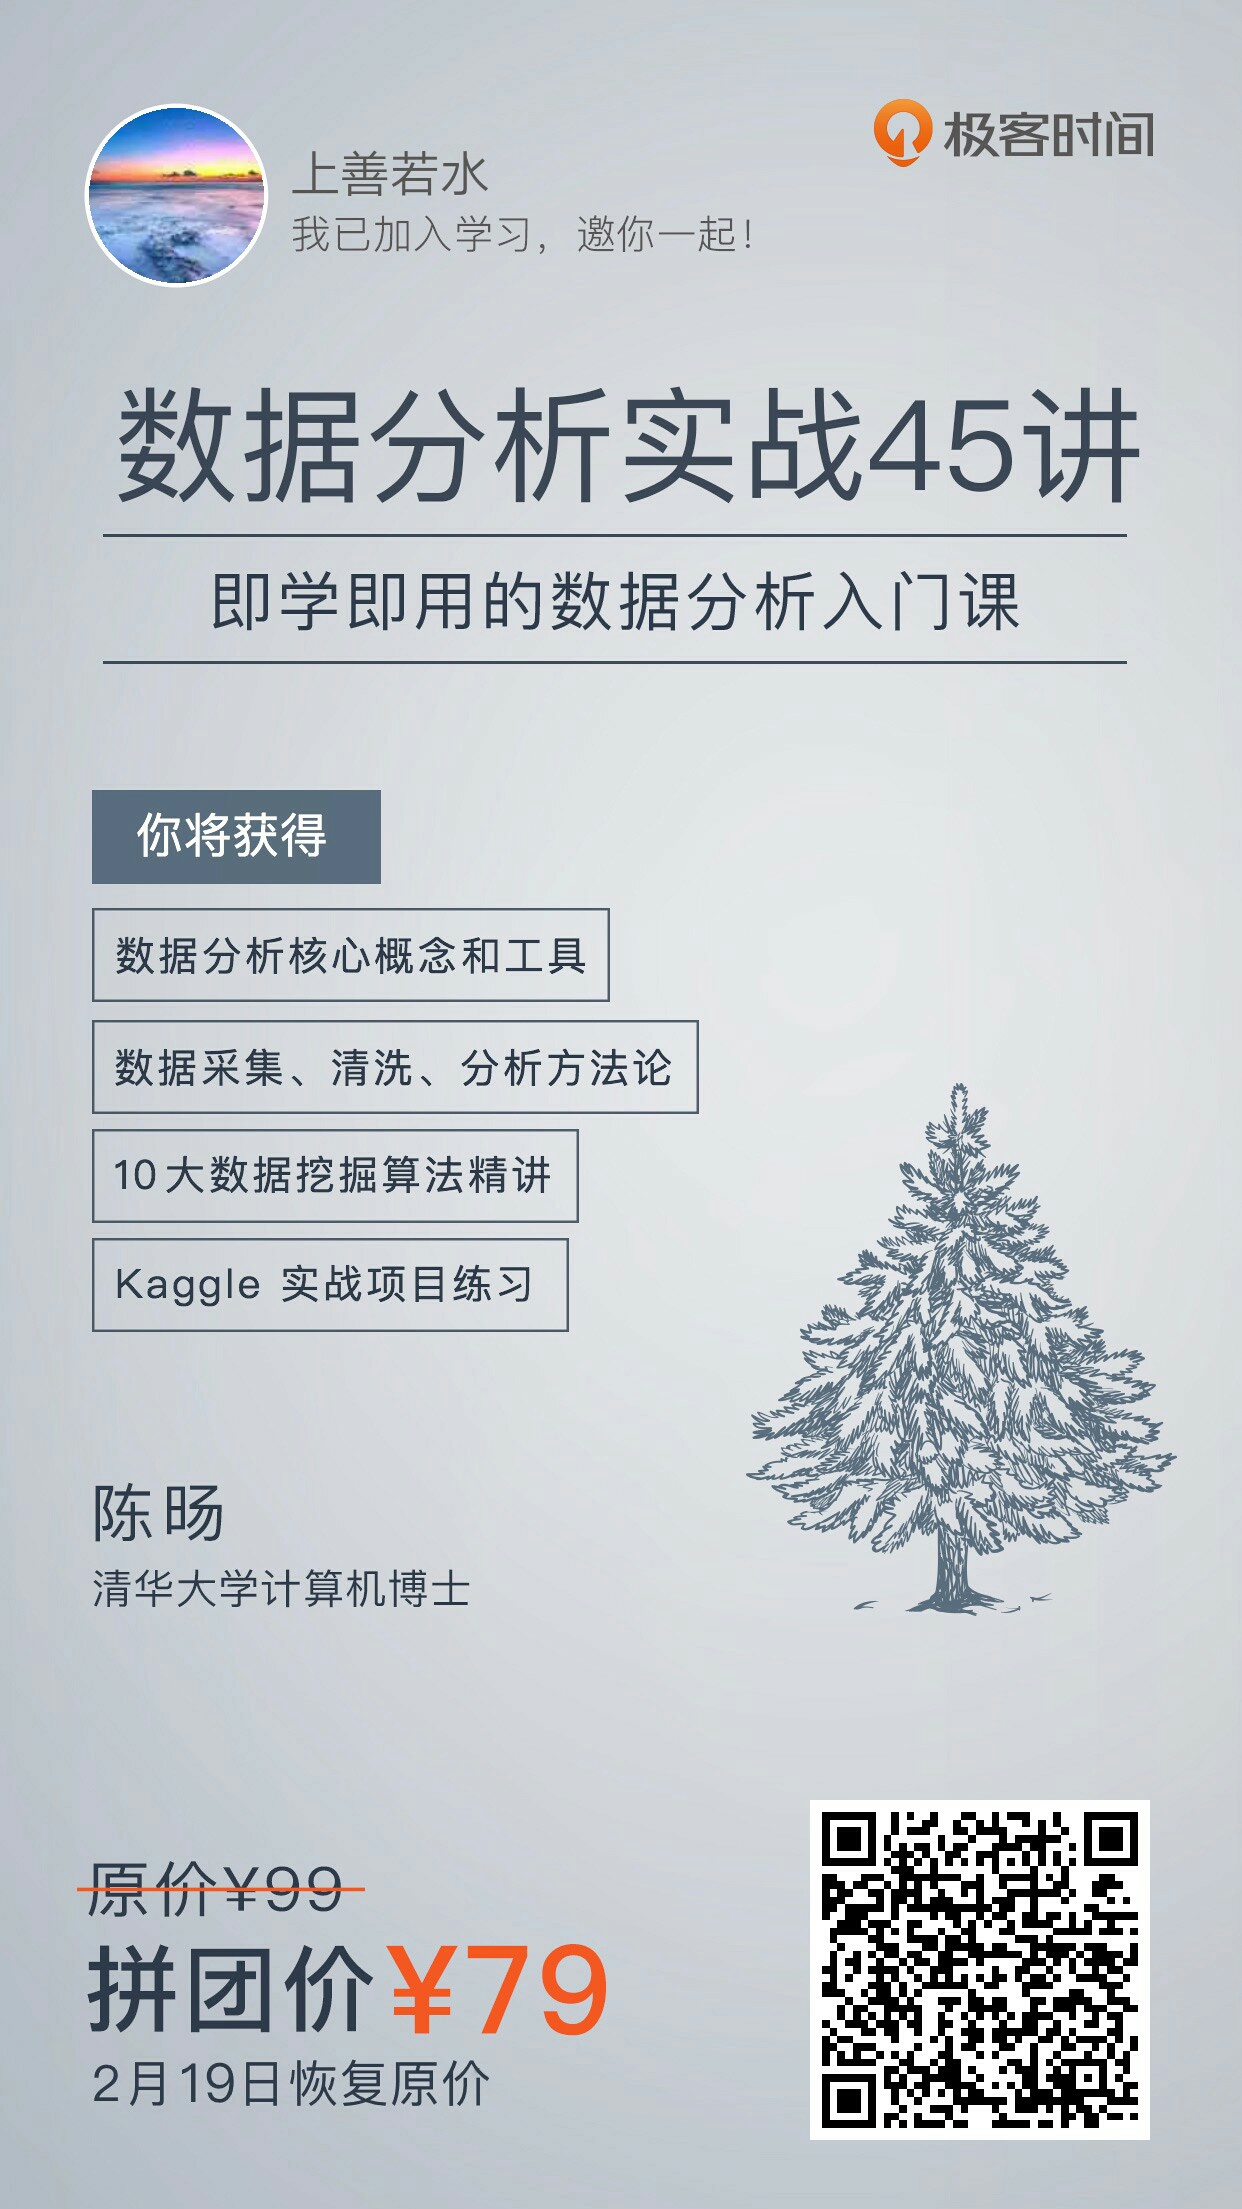 上善若水
我已加入学习，邀你一起！
极客时间
数据分析实战45讲
即学即用的数据分析入门课
你将获得
数据分析核心概念和工具
数据采集、清洗、分析方法论
10大数据挖掘算法精讲
Kaggle 实战项目练习
陈旸
清华大学计算机博士
原价¥99
拼团价¥79
2月19日恢复原价